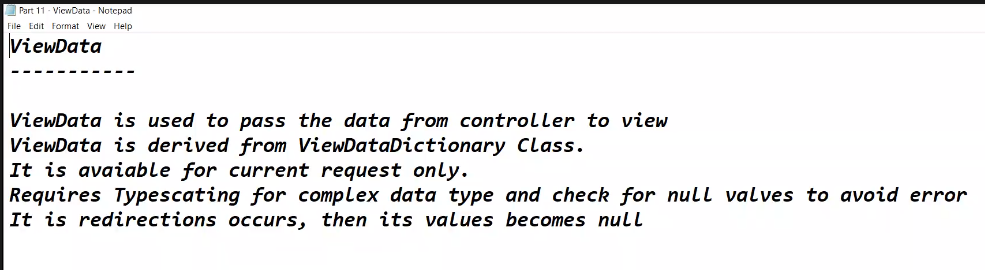 Part 11 - ViewData - Notepad
File Edit Format View Help
ViewData
-----------
ViewData is used to pass the data from controller to view
ViewData is derived from ViewDataDictionary Class.
It is avaiable for current request only.
Requires Typescating for complex data type and check for null valves to avoid error
It is redirections occurs, then its values becomes null